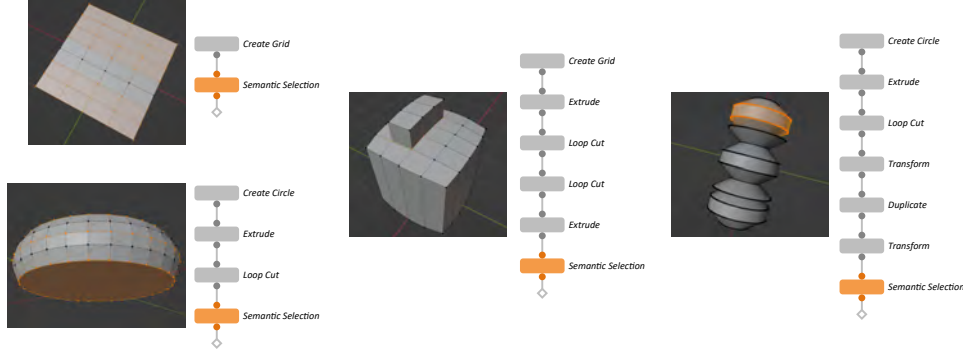 Create Grid
Semantic Selection
Create Circle
Extrude
Loop Cut
Semantic Selection
Create Grid
Extrude
Loop Cut
Loop Cut
Extrude
Semantic Selection
Create Circle
Extrude
Loop Cut
Transform
Duplicate
Transform
Semantic Selection